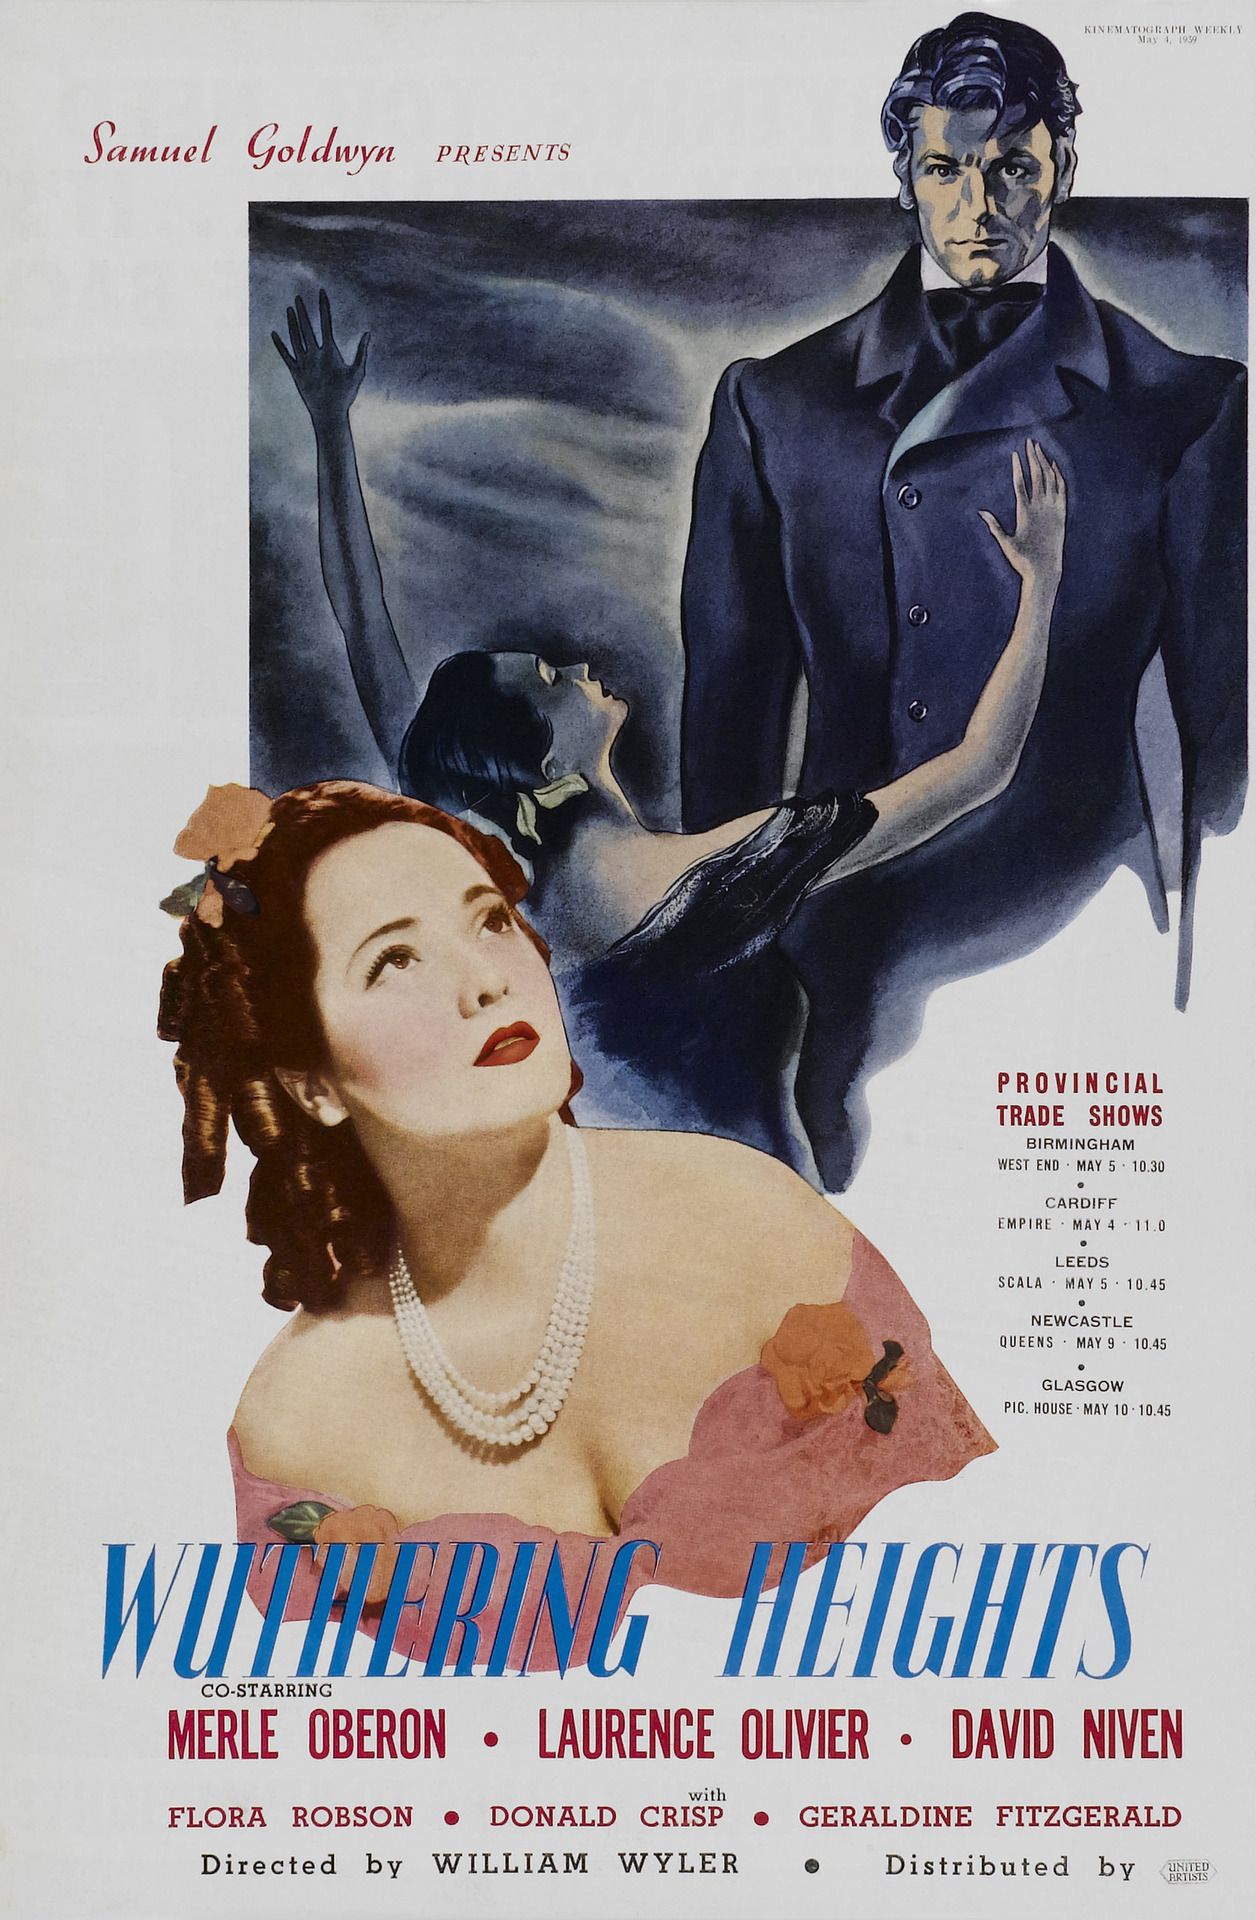 KINEMATOGRAPH WEEKLY
May 4, 1939
Samuel Goldwyn PRESENTS
PROVINCIAL
TRADE SHOWS
BIRMINGHAM
WEST END · MAY 5 · 10.30
CARDIFF
EMPIRE · MAY 4 · 11.0
LEEDS
SCALA · MAY 5 · 10.45
NEWCASTLE
QUEENS · MAY 9 · 10.45
GLASGOW
PIC. HOUSE · MAY 10 · 10.45
WUTHERING HEIGHTS
CO-STARRING
MERLE OBERON • LAURENCE OLIVIER • DAVID NIVEN
with
FLORA ROBSON • DONALD CRISP • GERALDINE FITZGERALD
Directed by WILLIAM WYLER • Distributed by UNITED ARTISTS